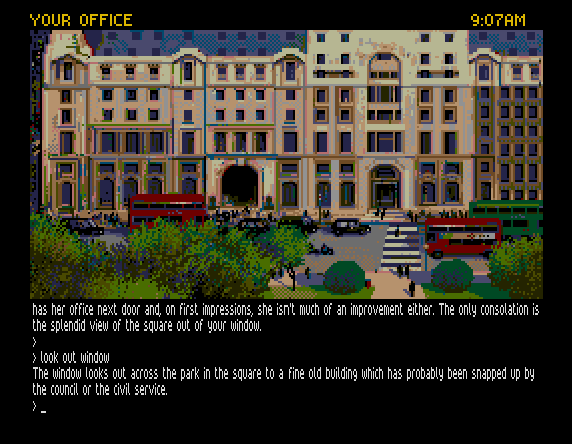 YOUR OFFICE 9:07AM
has her office next door and, on first impressions, she isn't much of an improvement either. The only consolation is
the splendid view of the square out of your window.
>
> look out window
The window looks out across the park in the square to a fine old building which has probably been snapped up by
the council or the civil service.
> _